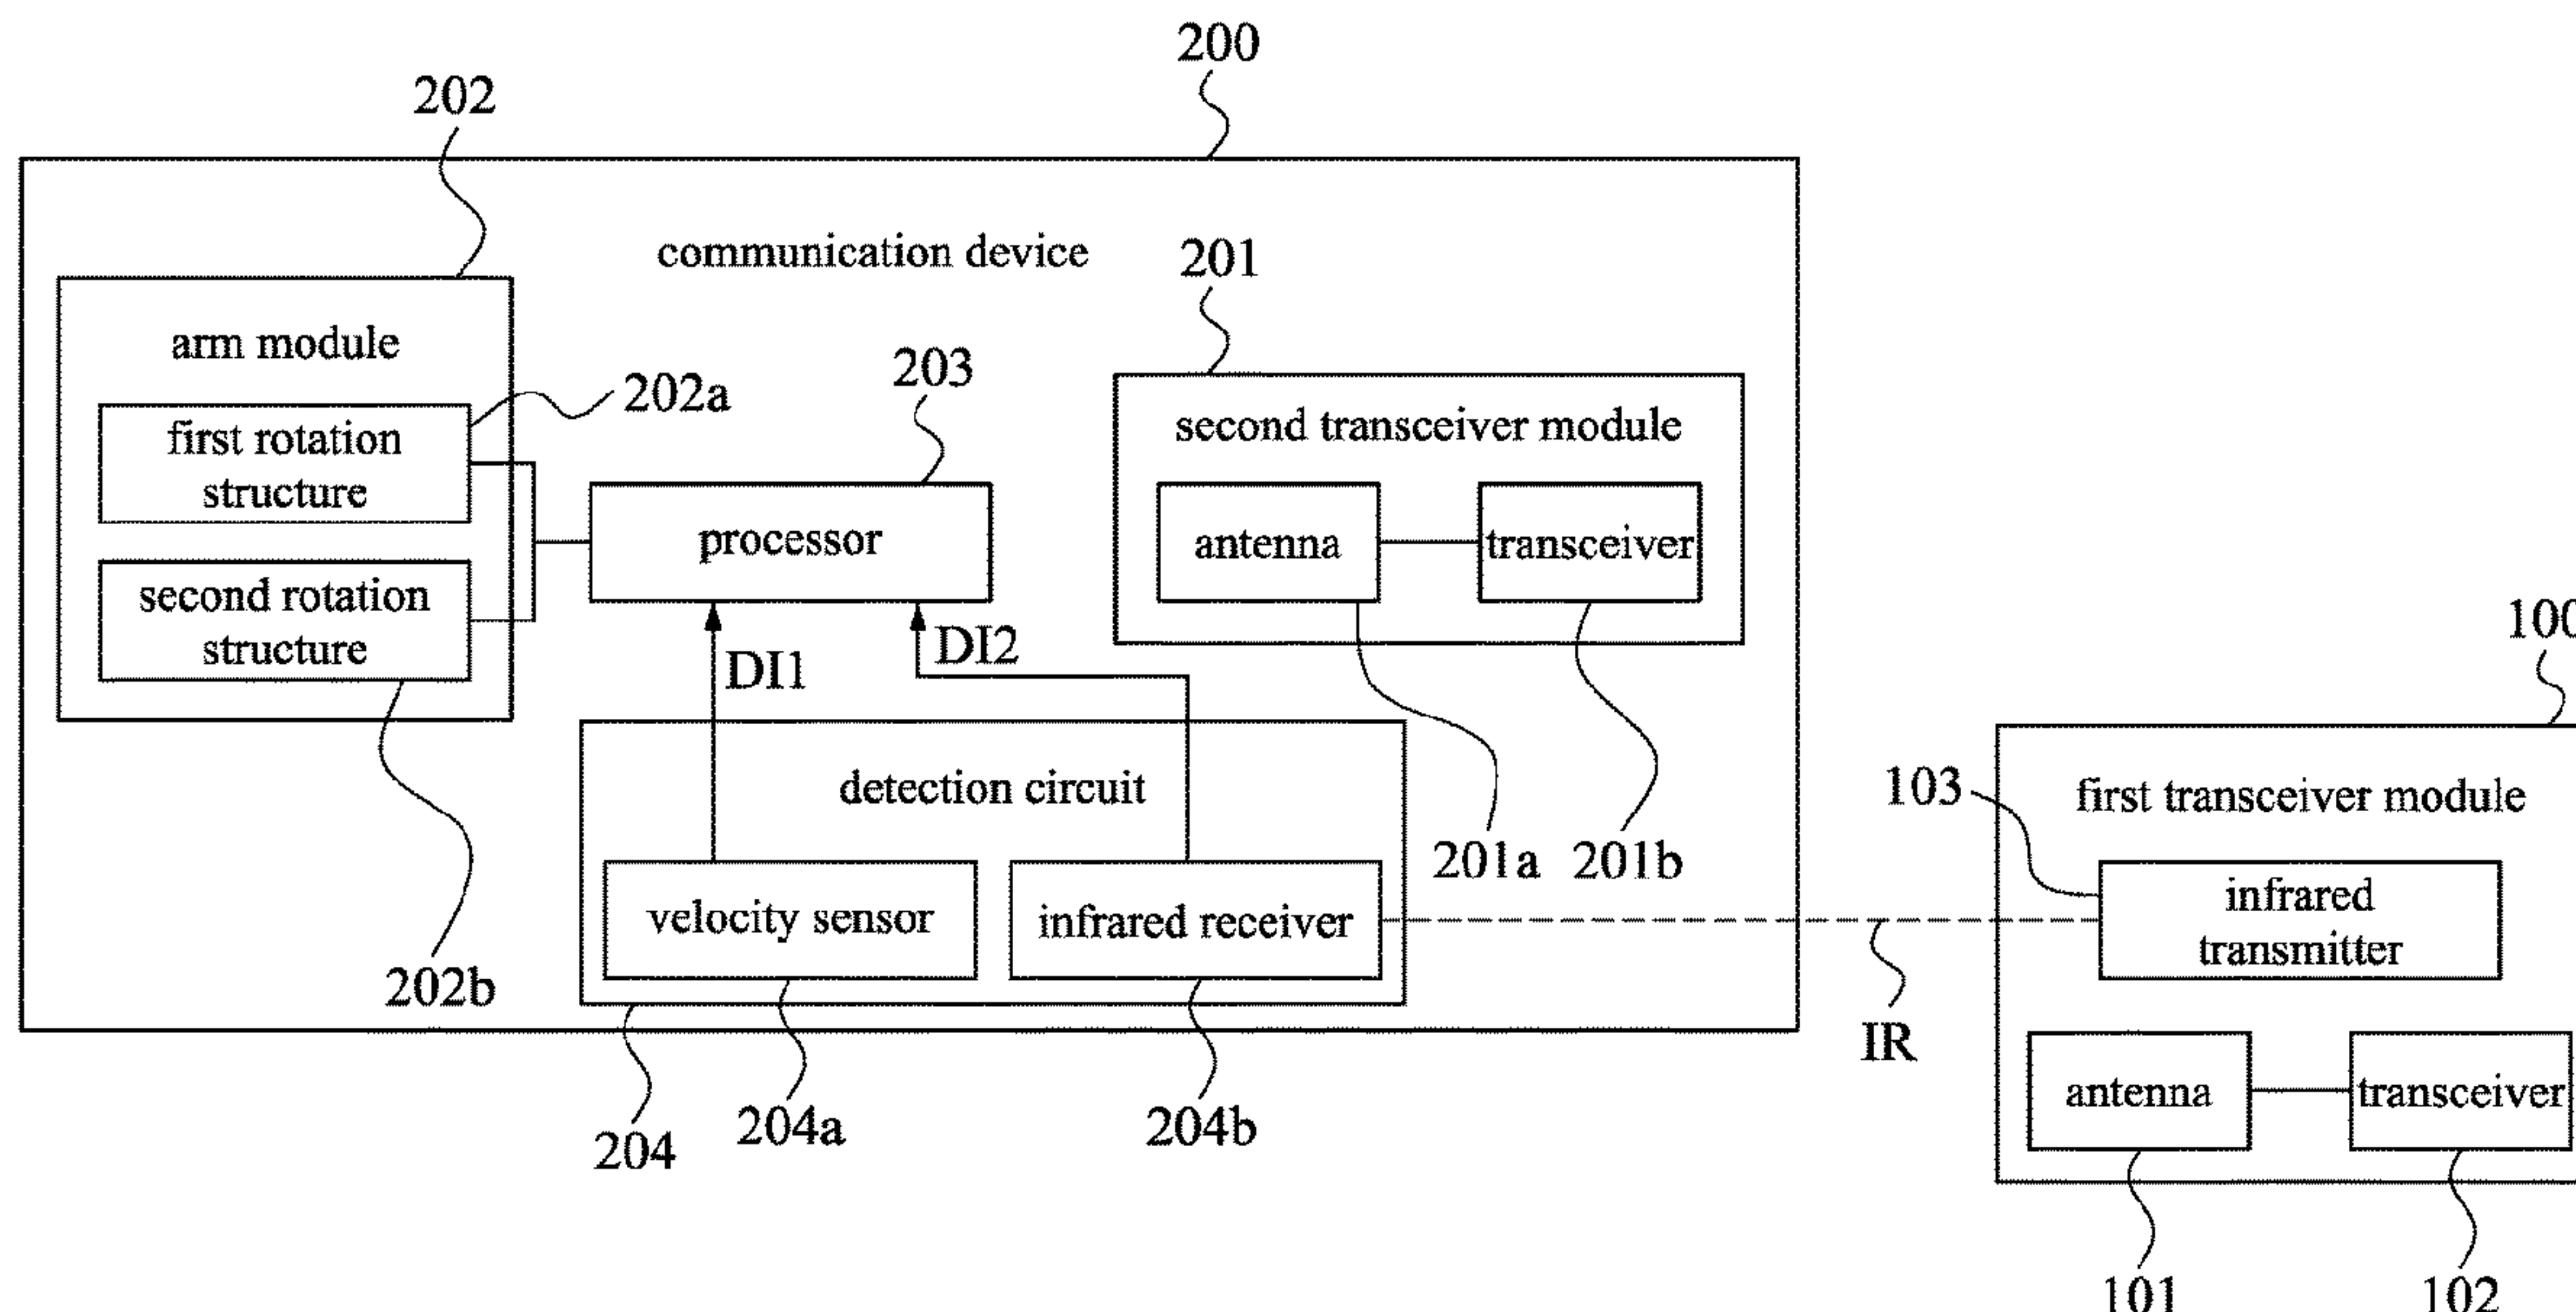 200
202
communication device
201
arm module
203
202a
first rotation
structure
second transceiver module
processor
antenna
transceiver
second rotation
structure
DI1
DI2
100
detection circuit
103
first transceiver module
201a
201b
velocity sensor
infrared receiver
infrared
transmitter
202b
IR
antenna
transceiver
204
204a
204b
101
102